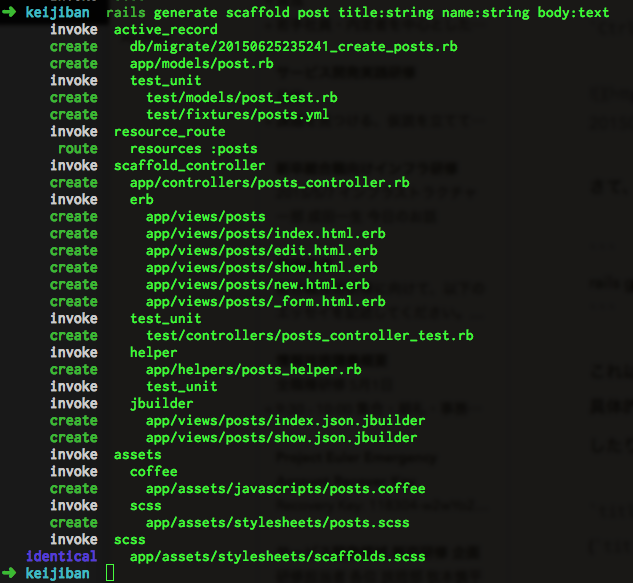 ➜ keijiban rails generate scaffold post title:string name:string body:text
invoke active_record
create db/migrate/20150625235241_create_posts.rb
create app/models/post.rb
invoke test_unit
create test/models/post_test.rb
create test/fixtures/posts.yml
invoke resource_route
route resources :posts
invoke scaffold_controller
create app/controllers/posts_controller.rb
invoke erb
create app/views/posts
create app/views/posts/index.html.erb
create app/views/posts/edit.html.erb
create app/views/posts/show.html.erb
create app/views/posts/new.html.erb
create app/views/posts/_form.html.erb
invoke test_unit
create test/controllers/posts_controller_test.rb
invoke helper
create app/helpers/posts_helper.rb
invoke test_unit
invoke jbuilder
create app/views/posts/index.json.jbuilder
create app/views/posts/show.json.jbuilder
invoke assets
invoke coffee
create app/assets/javascripts/posts.coffee
invoke scss
create app/assets/stylesheets/posts.scss
invoke scss
identical app/assets/stylesheets/scaffolds.scss
➜ keijiban